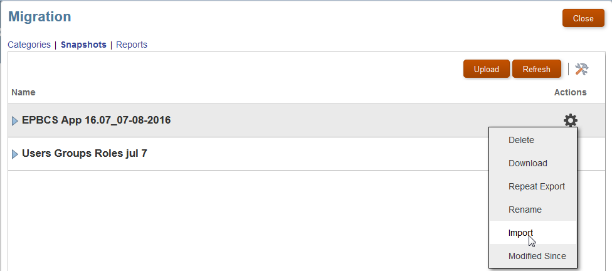 Migration
Close
Categories | Snapshots | Reports
Upload Refresh
Name Actions
EPBCS App 16.07_07-08-2016
Users Groups Roles jul 7
Delete
Download
Repeat Export
Rename
Import
Modified Since